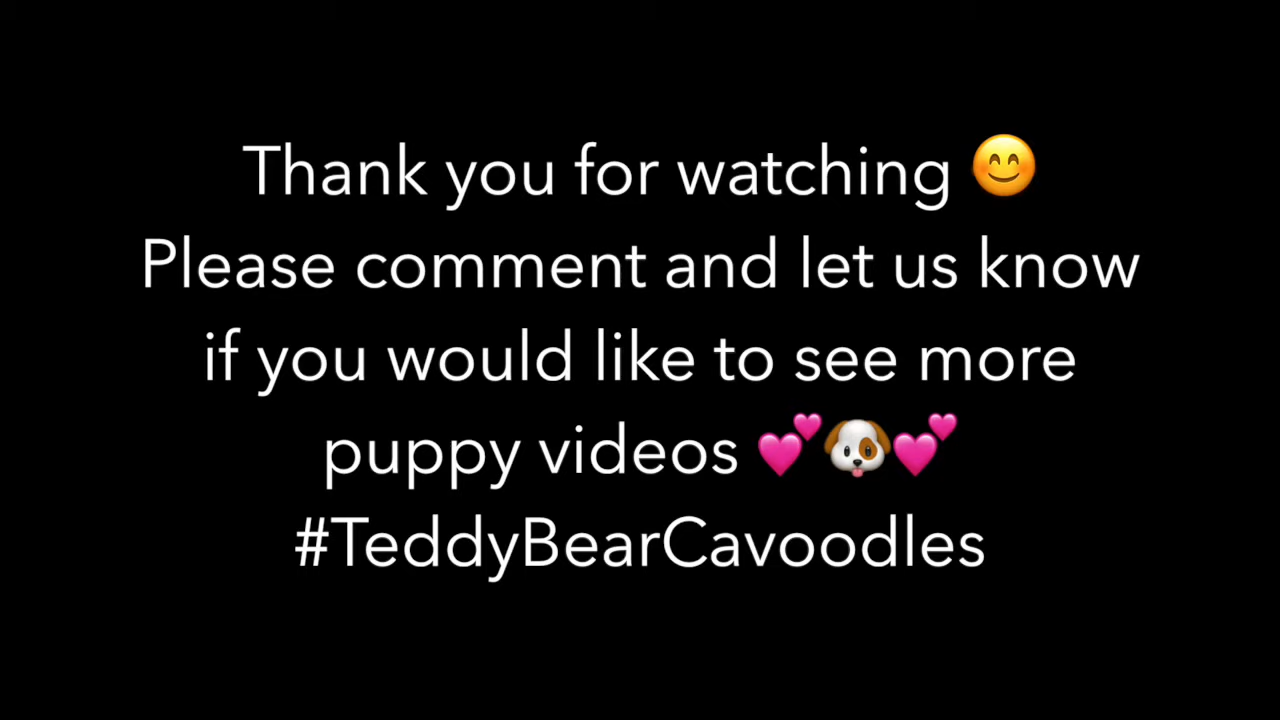 Thank you for watching 😊
Please comment and let us know
if you would like to see more
puppy videos 💕🐶💕
#TeddyBearCavoodles